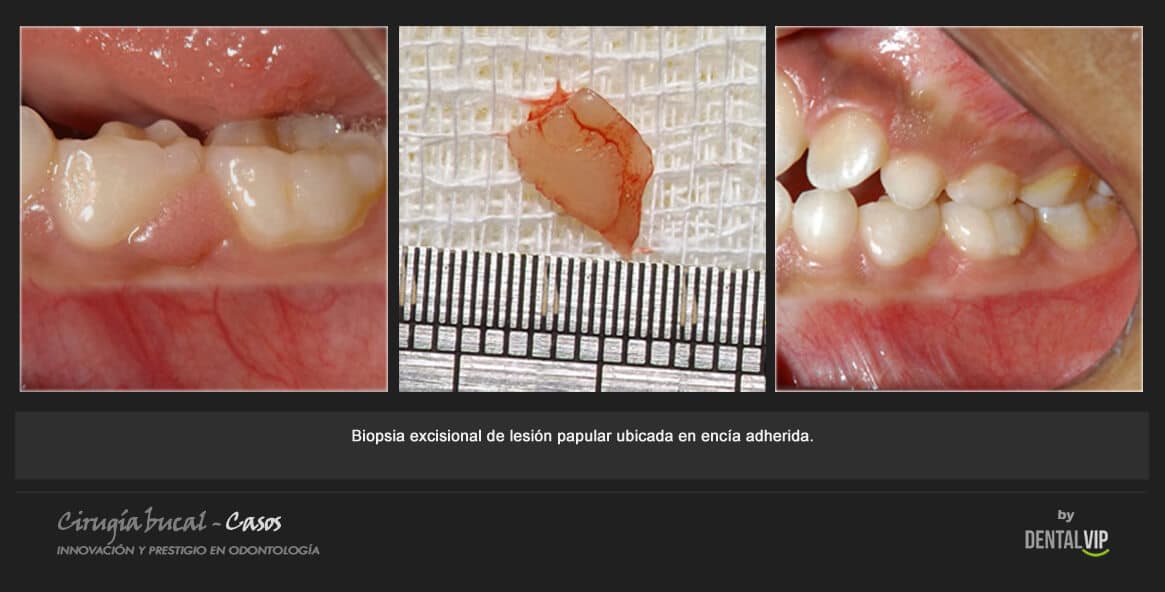 Biopsia excisional de lesión papular ubicada en encía adherida.
Cirugía bucal - Casos
INNOVACIÓN Y PRESTIGIO EN ODONTOLOGÍA
by
DENTALVIP